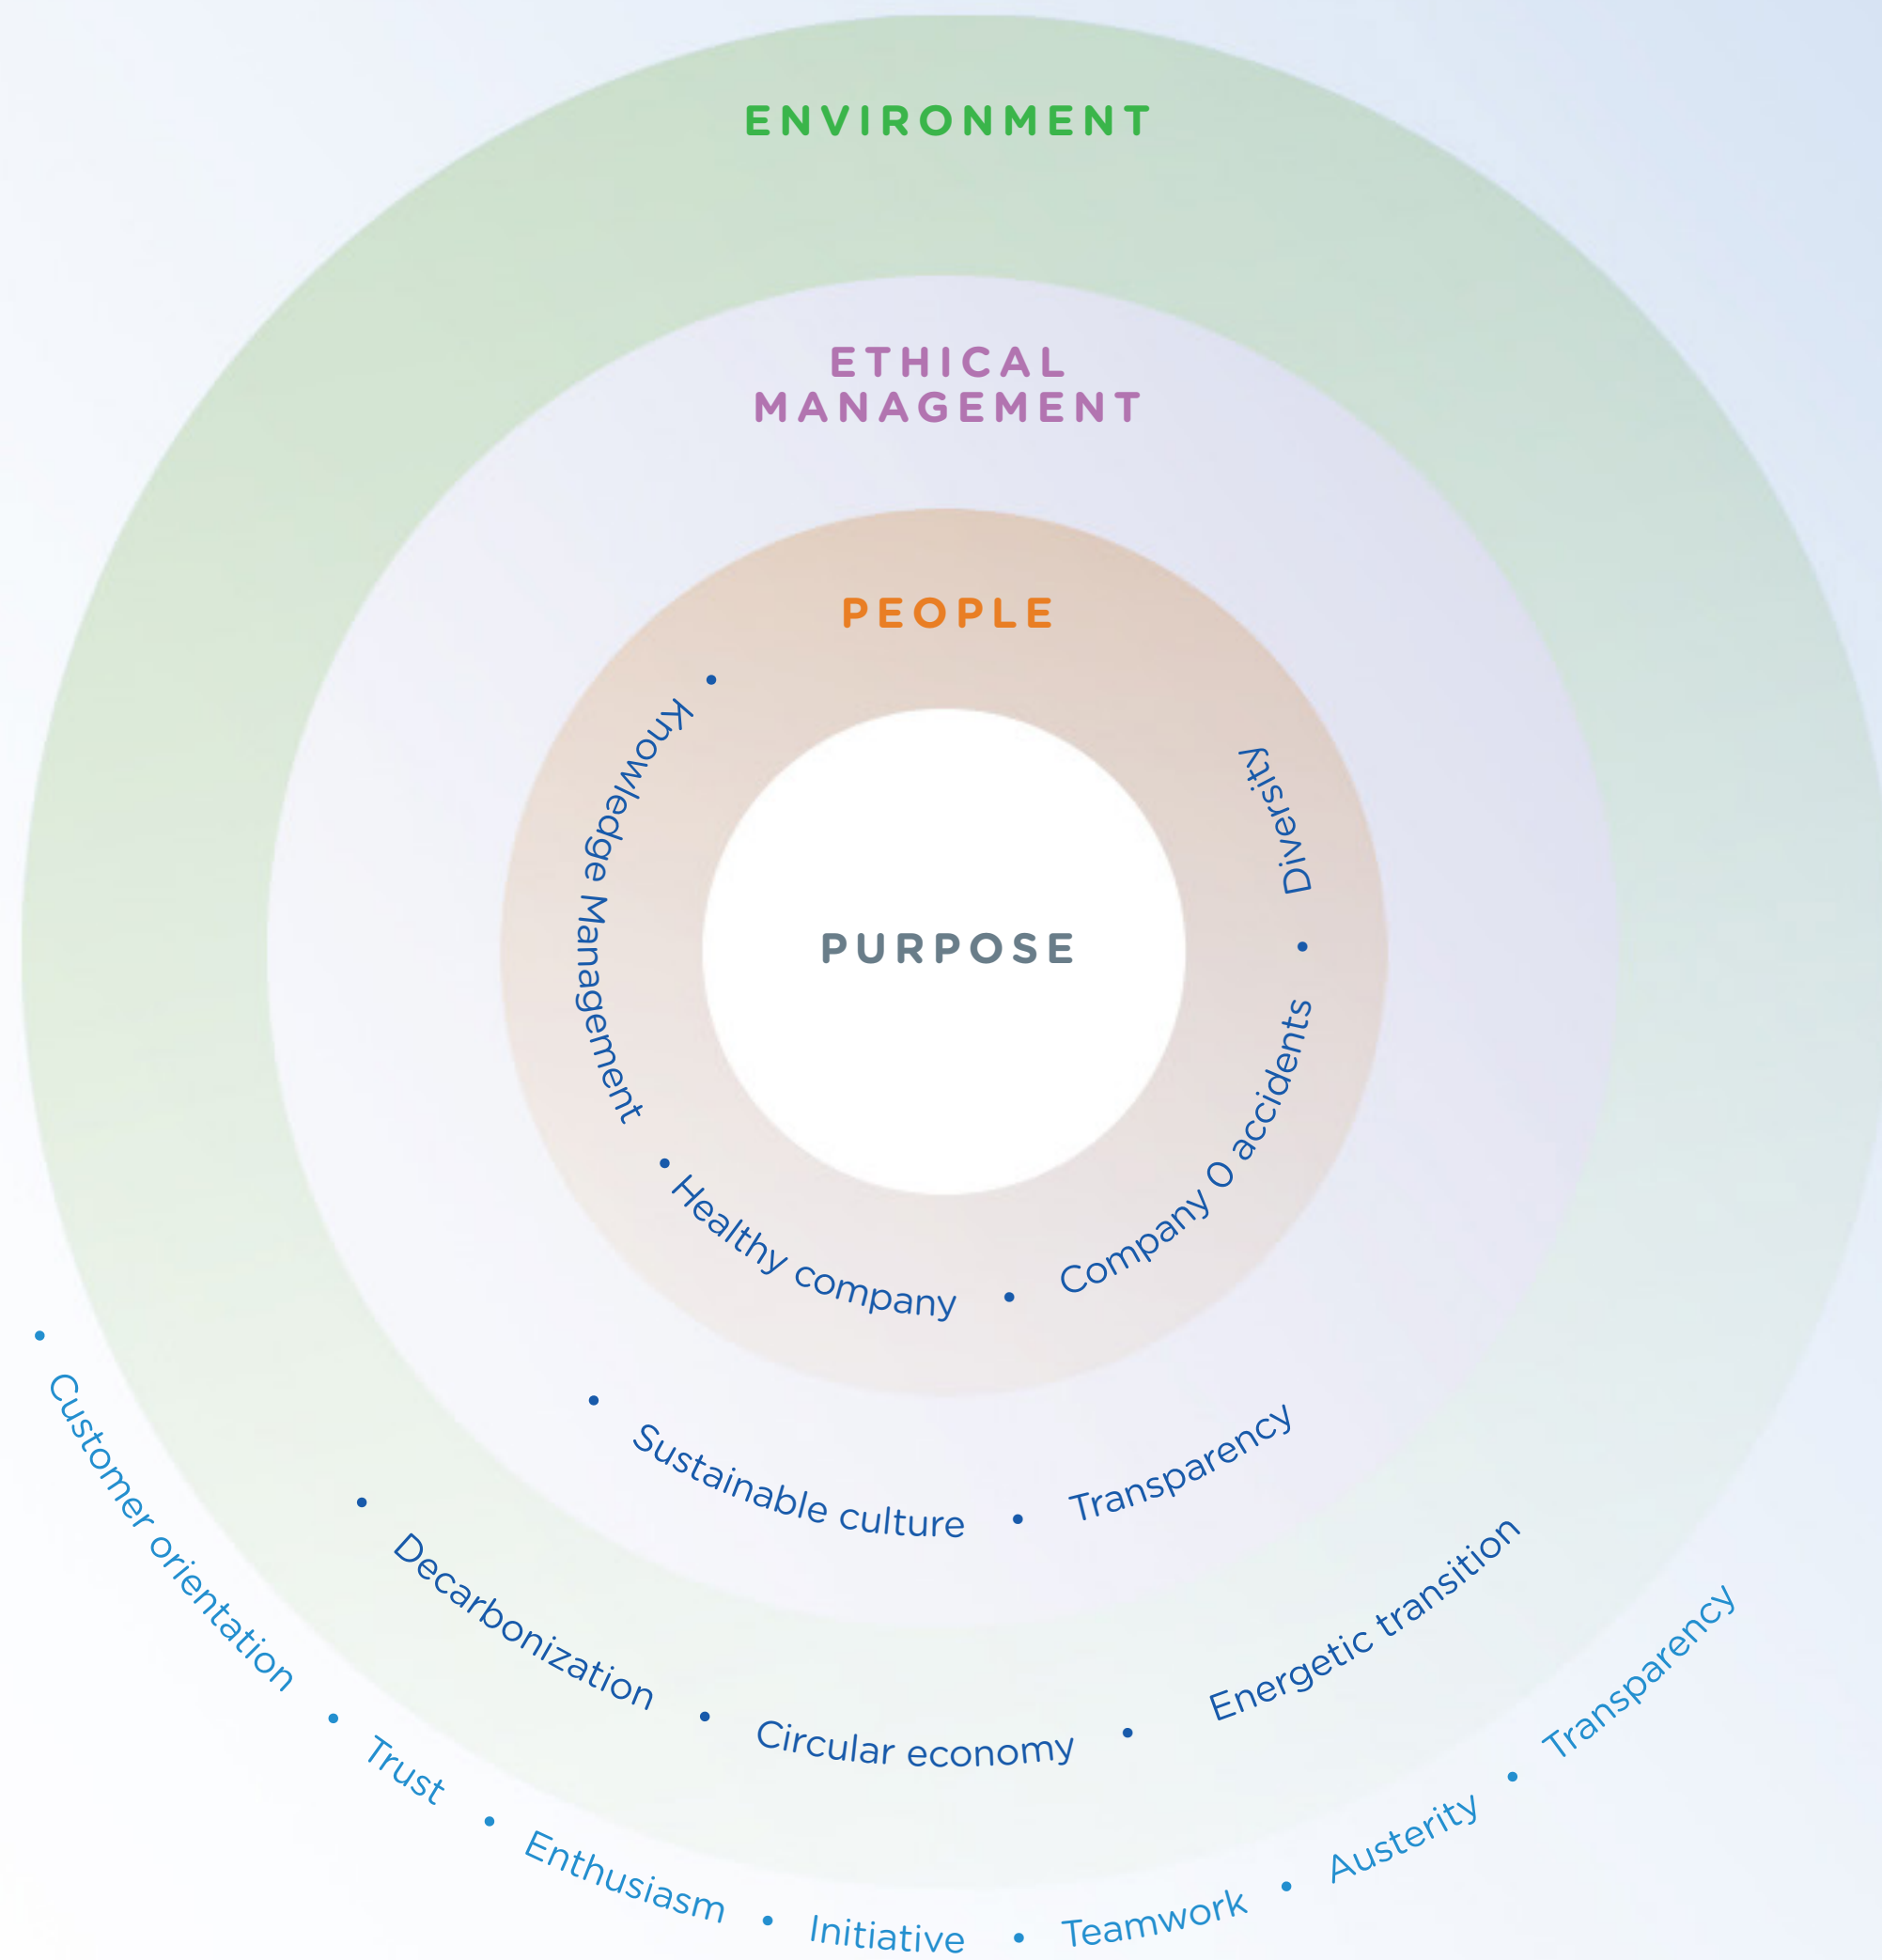 ENVIRONMENT
ETHICAL
MANAGEMENT
PEOPLE
PURPOSE
• Knowledge Management • Healthy company • Company O accidents • Diversity
• Sustainable culture • Transparency
• Decarbonization • Circular economy • Energetic transition
• Customer orientation • Trust • Enthusiasm • Initiative • Teamwork • Austerity • Transparency